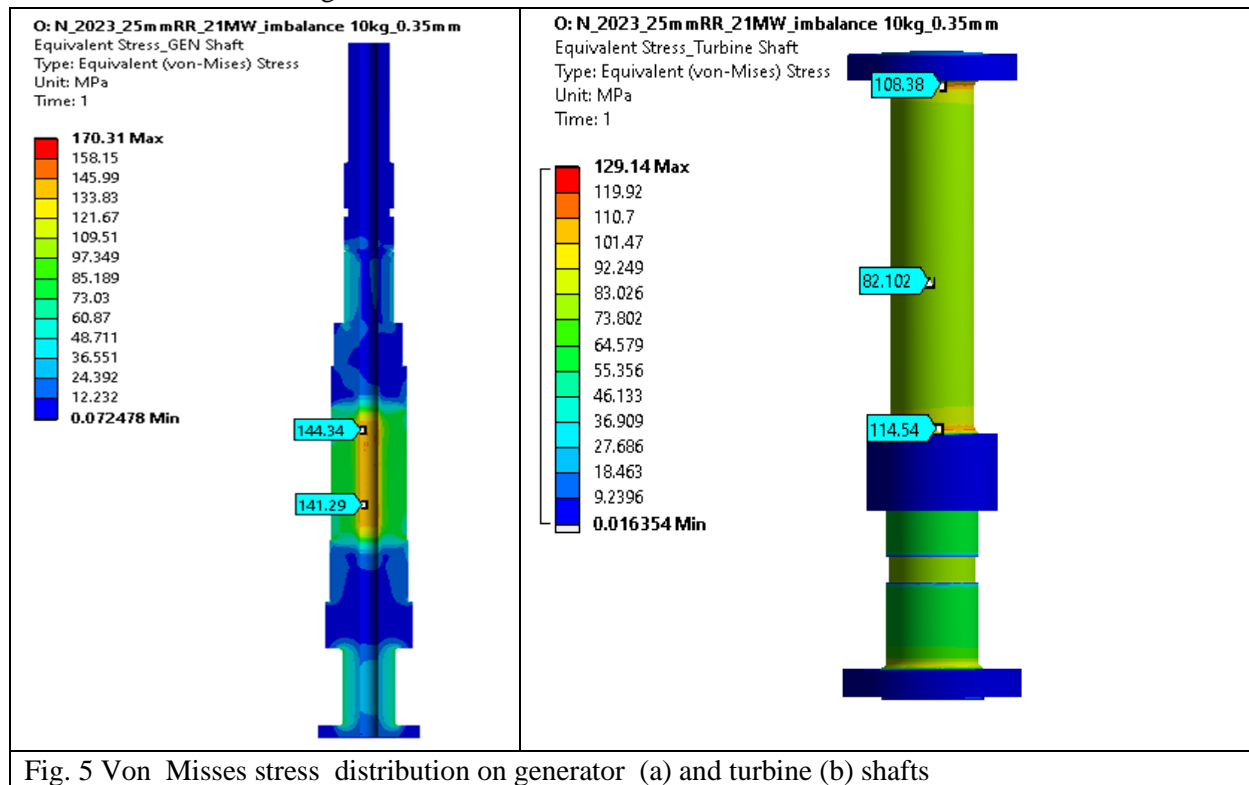 O: N_2023_25mmRR_21MW_imbalance 10kg_0.35mm
Equivalent Stress_GEN Shaft
Type: Equivalent (von-Mises) Stress
Unit: MPa
Time: 1
170.31 Max
158.15
145.99
133.83
121.67
109.51
97.349
85.189
73.03
60.87
48.711
36.551
24.392
12.232
0.072478 Min
144.34
141.29
O: N_2023_25mmRR_21MW_imbalance 10kg_0.35mm
Equivalent Stress_Turbine Shaft
Type: Equivalent (von-Mises) Stress
Unit: MPa
Time: 1
129.14 Max
119.92
110.7
101.47
92.249
83.026
73.802
64.579
55.356
46.133
36.909
27.686
18.463
9.2396
0.016354 Min
108.38
82.102
114.54
Fig. 5 Von Misses stress distribution on generator (a) and turbine (b) shafts